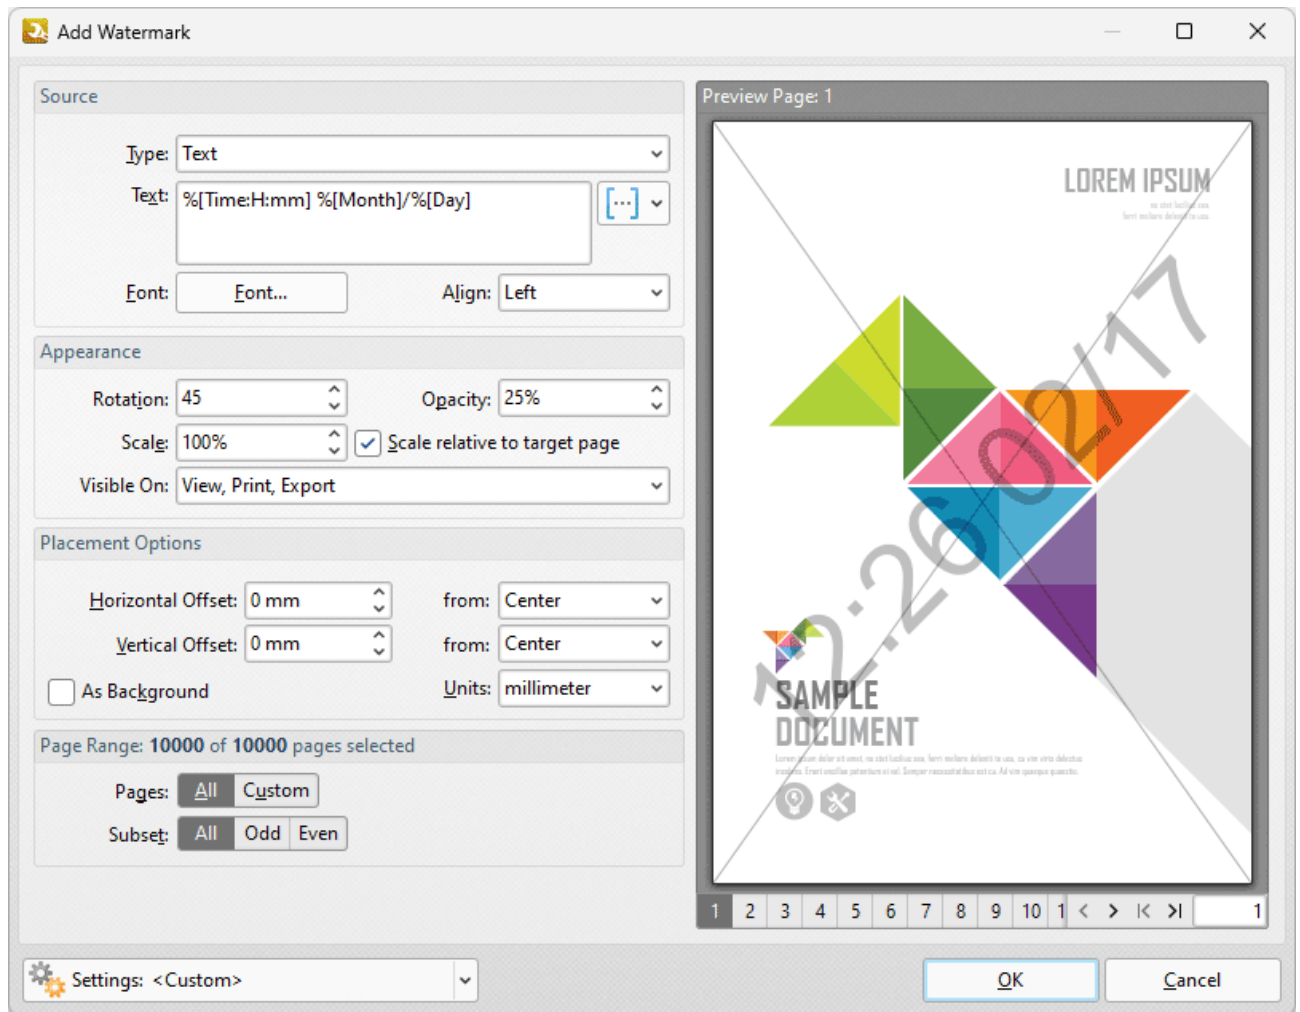 Add Watermark
Source
Type: Text
Text: %[Time:H:mm] %[Month]/%[Day]
Font: Font... Align: Left
Appearance
Rotation: 45 Opacity: 25%
Scale: 100% Scale relative to target page
Visible On: View, Print, Export
Placement Options
Horizontal Offset: 0 mm from: Center
Vertical Offset: 0 mm from: Center
As Background Units: millimeter
Page Range: 10000 of 10000 pages selected
Pages: All Custom
Subset: All Odd Even
Preview Page: 1
LOREM IPSUM
12:26 02/17
SAMPLE
DOCUMENT
1 2 3 4 5 6 7 8 9 10 1 1
Settings: <Custom>
OK Cancel